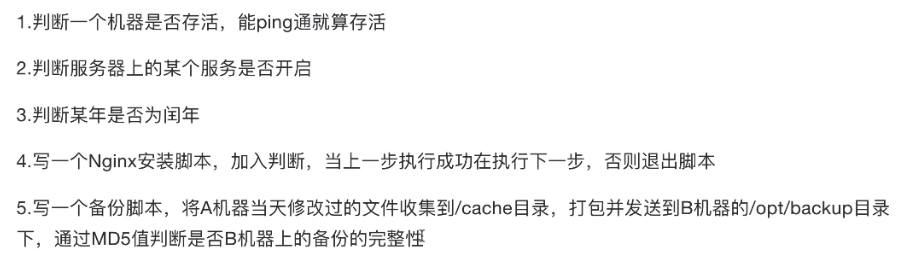 1.判断一个机器是否存活，能ping通就算存活
2.判断服务器上的某个服务是否开启
3.判断某年是否为闰年
4.写一个Nginx安装脚本，加入判断，当上一步执行成功在执行下一步，否则退出脚本
5.写一个备份脚本，将A机器当天修改过的文件收集到/cache目录，打包并发送到B机器的/opt/backup目录
下，通过MD5值判断是否B机器上的备份的完整性